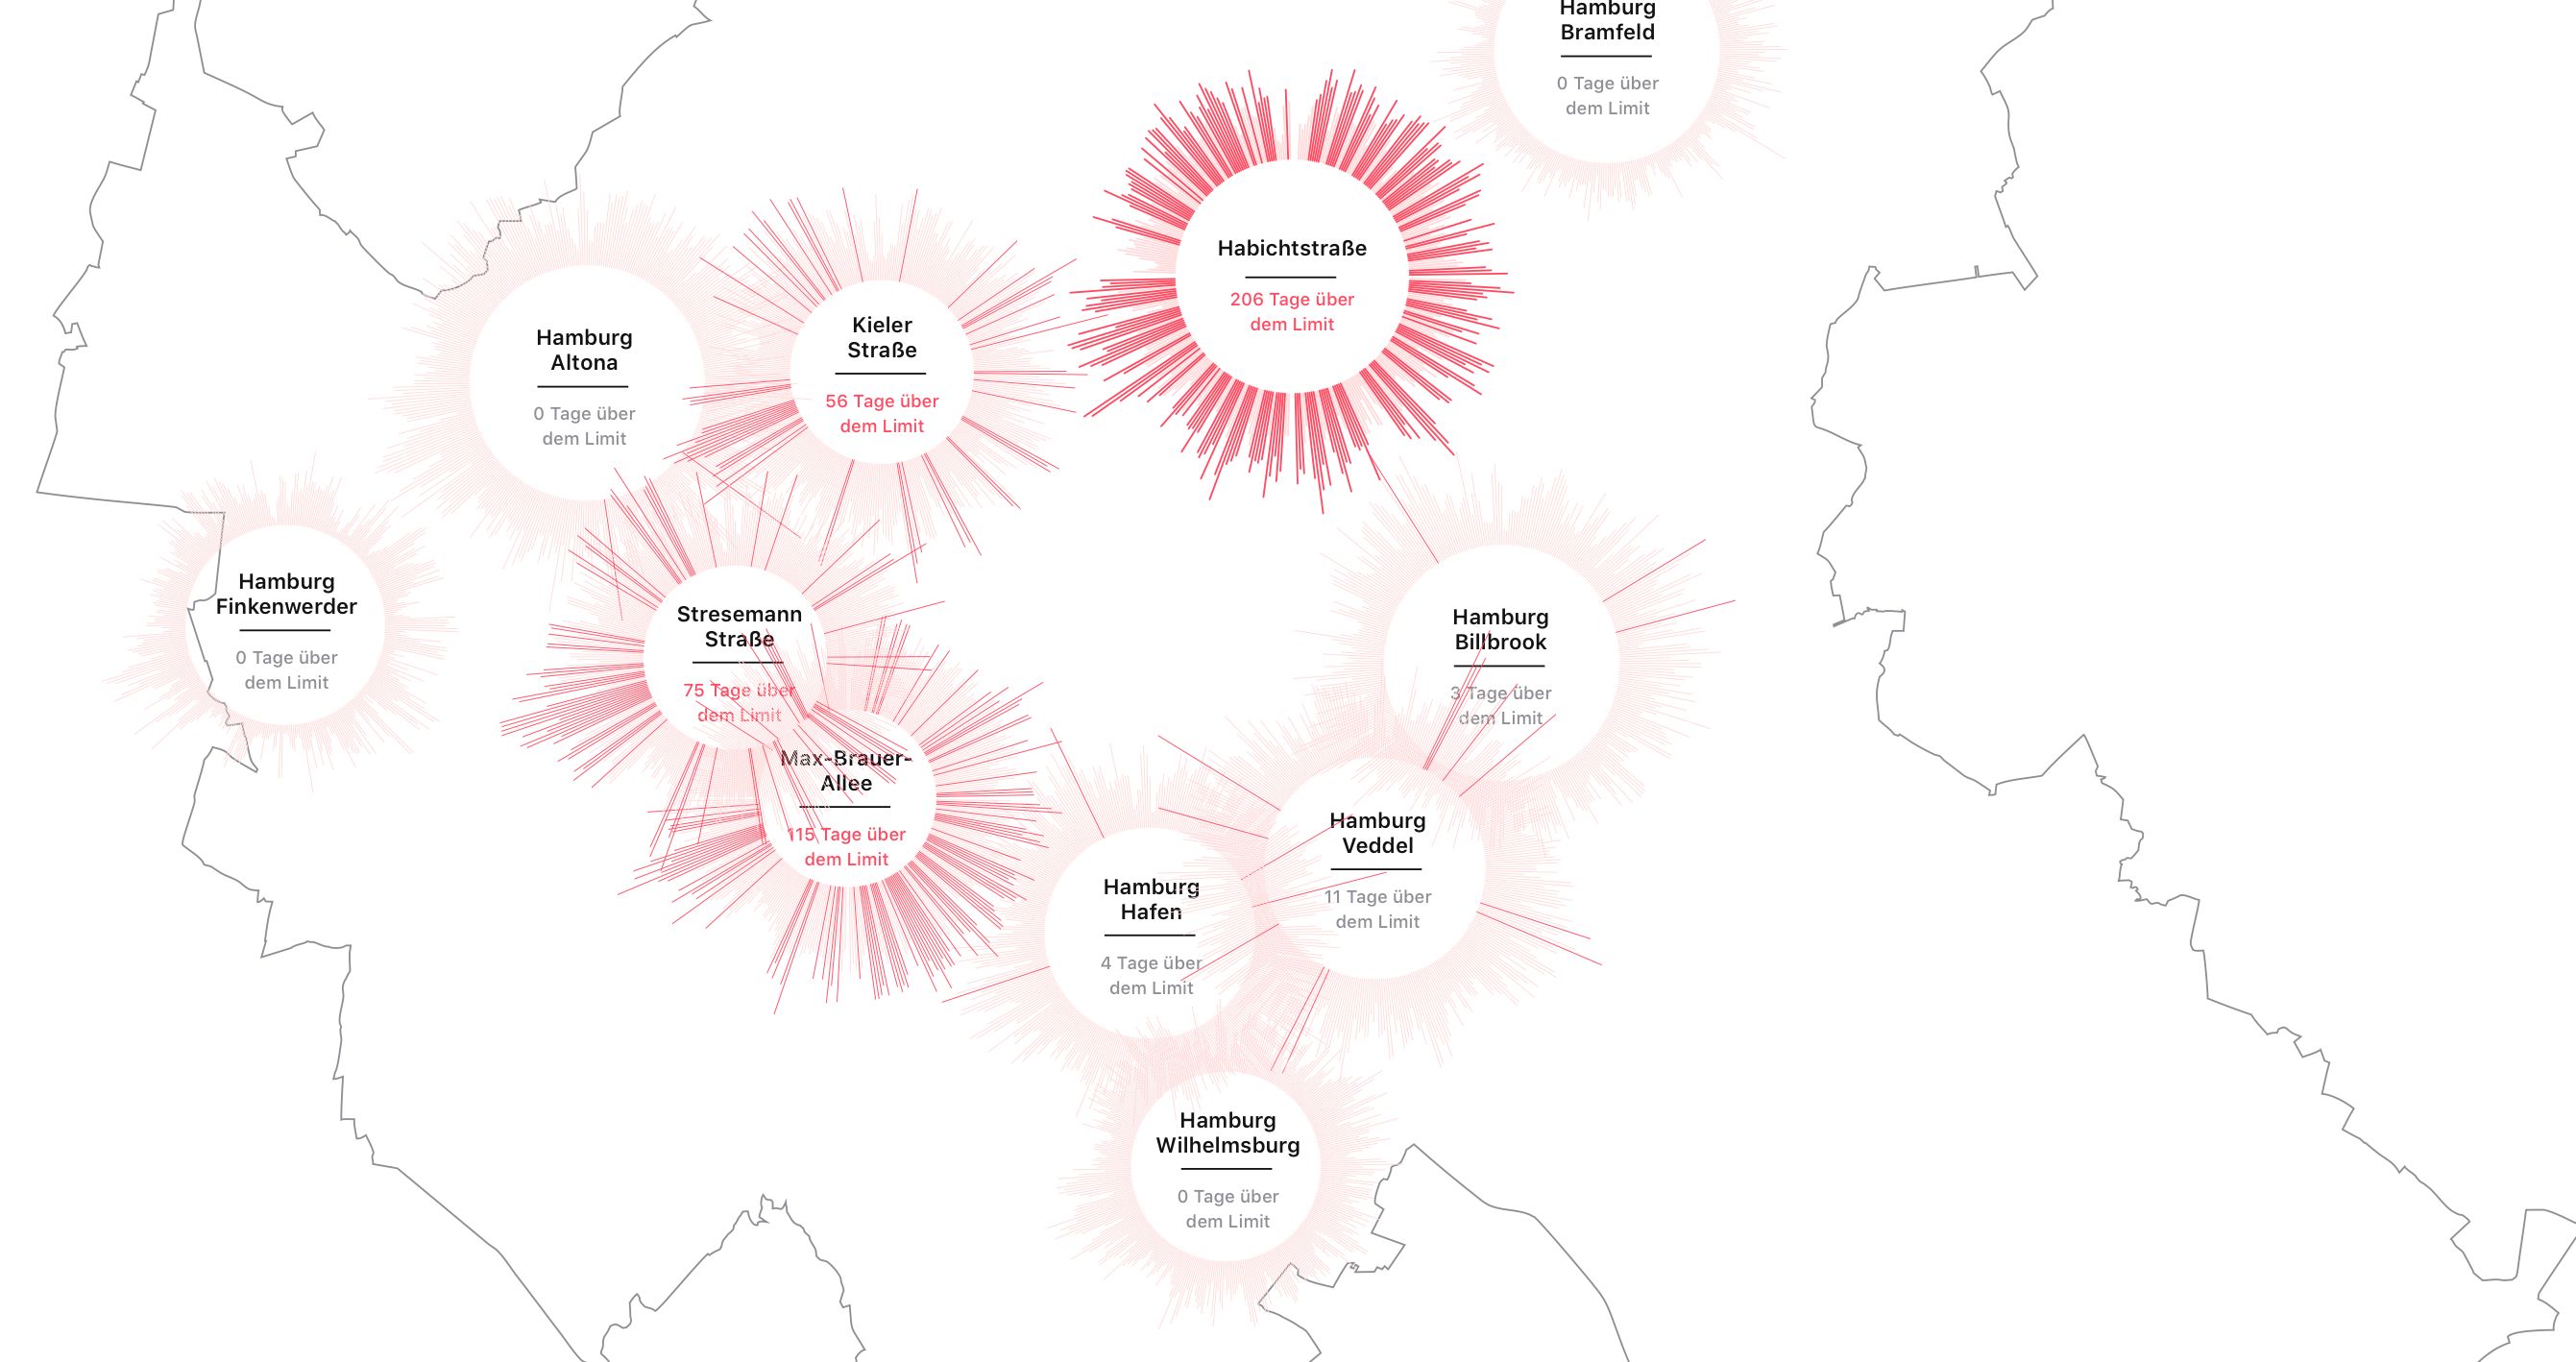 Hamburg
Bramfeld
0 Tage über
dem Limit
Habichtstraße
206 Tage über
dem Limit
Hamburg
Altona
0 Tage über
dem Limit
Kieler
Straße
56 Tage über
dem Limit
Hamburg
Finkenwerder
0 Tage über
dem Limit
Stresemann
Straße
75 Tage über
dem Limit
Hamburg
Billbrook
3 Tage über
dem Limit
Max-Brauer-
Allee
115 Tage über
dem Limit
Hamburg
Veddel
11 Tage über
dem Limit
Hamburg
Hafen
4 Tage über
dem Limit
Hamburg
Wilhelmsburg
0 Tage über
dem Limit